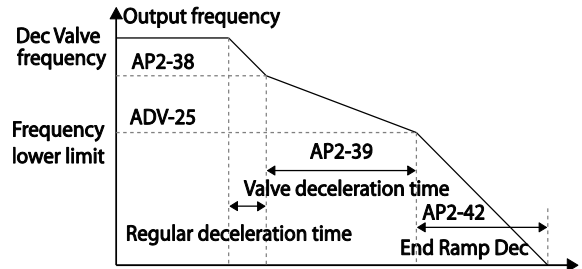 Output frequency
Dec Valve
frequency
AP2-38
ADV-25
Frequency
lower limit
AP2-39
Valve deceleration time
AP2-42
Regular deceleration time
End Ramp Dec